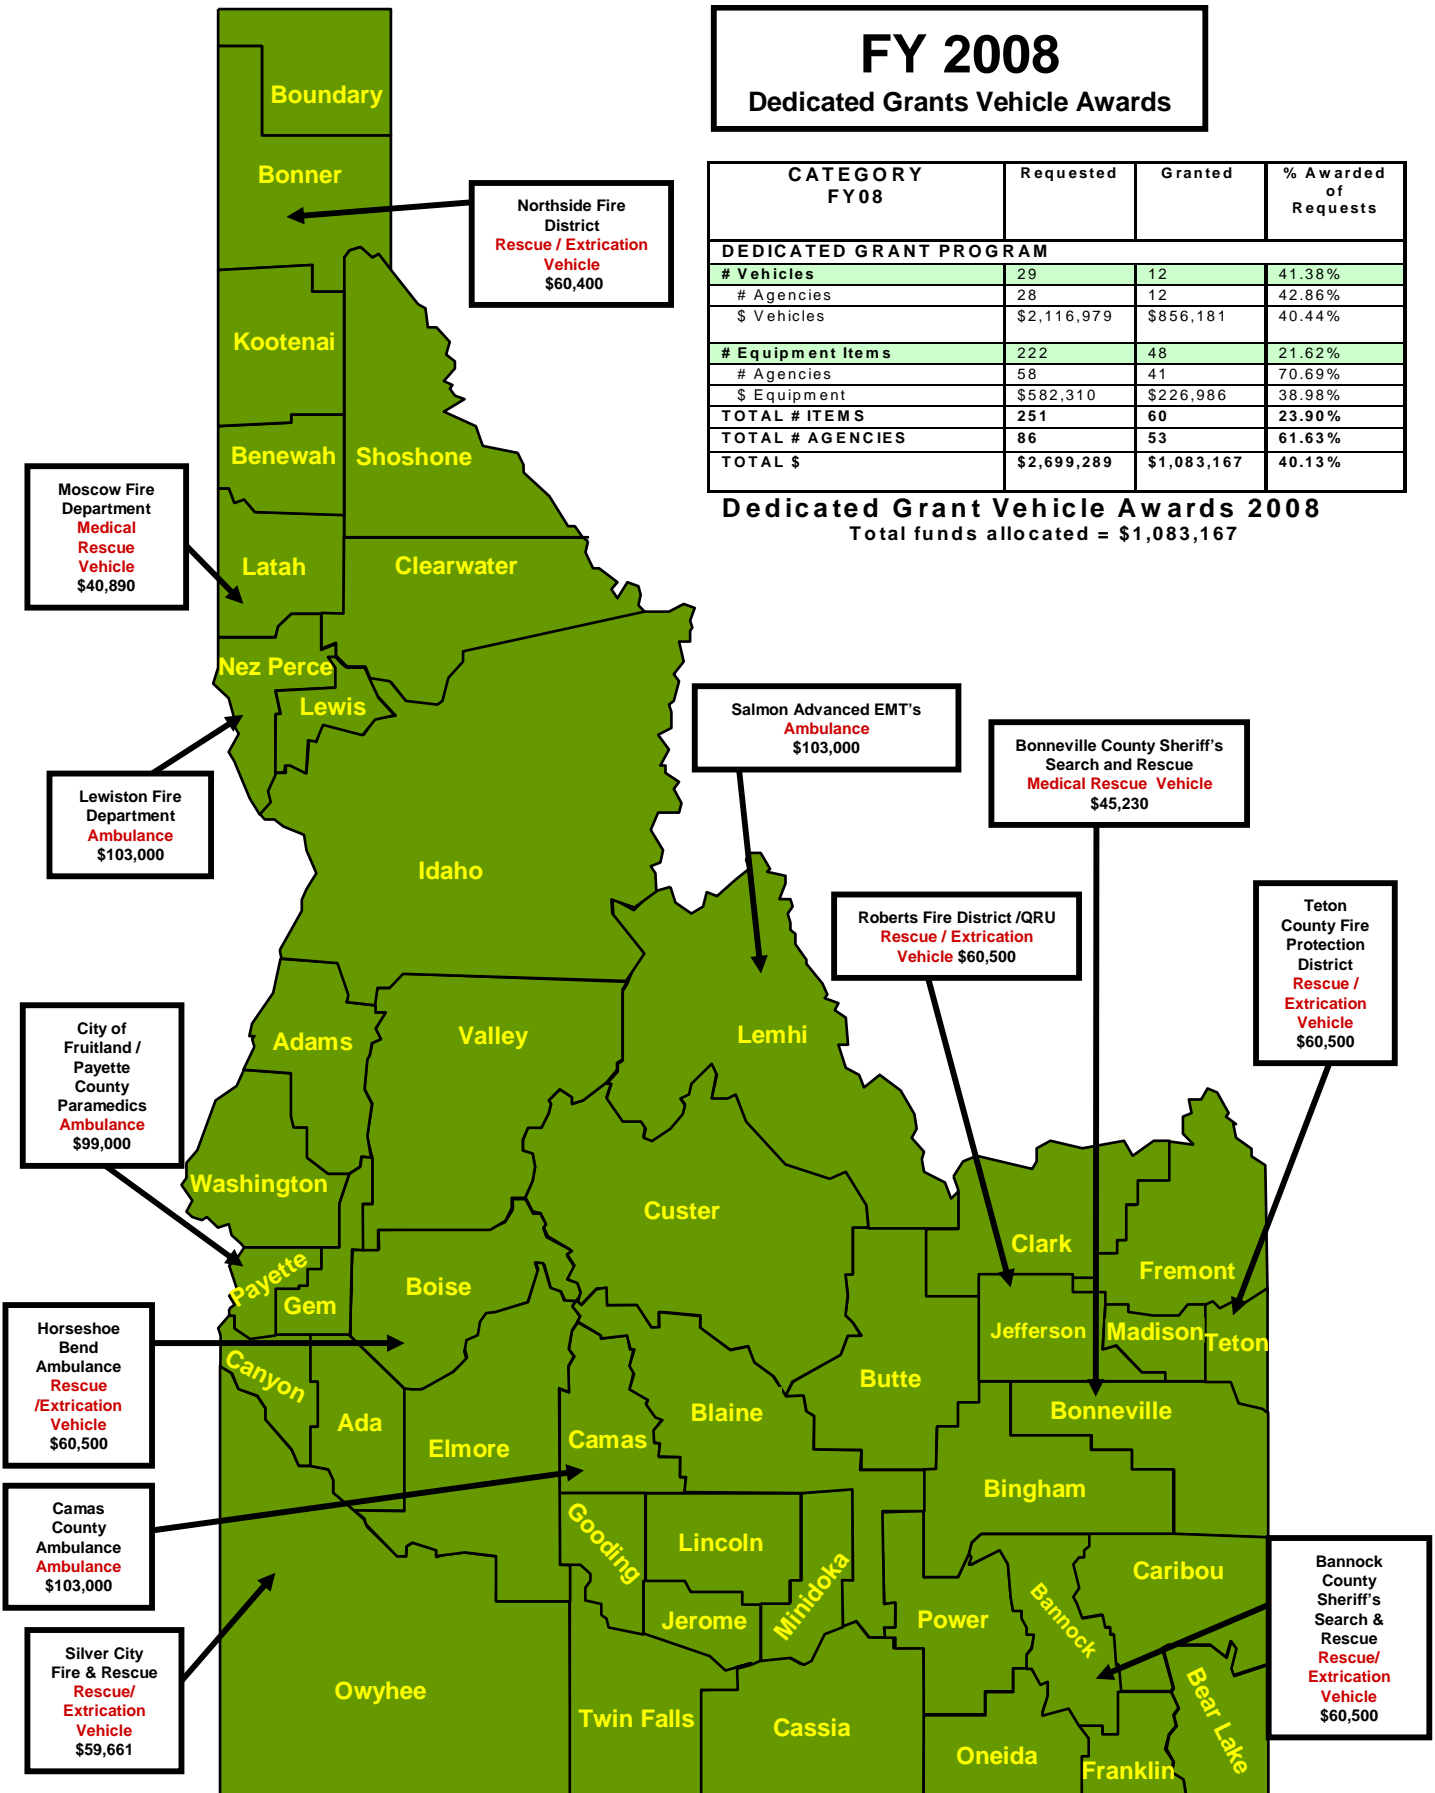 FY 2008
Dedicated Grants Vehicle Awards
CATEGORY
FY08
Requested
Granted
% Awarded
of
Requests
DEDICATED GRANT PROGRAM
# Vehicles 29 12 41.38%
# Agencies 28 12 42.86%
$ Vehicles $2,116,979 $856,181 40.44%
# Equipment Items 222 48 21.62%
# Agencies 58 41 70.69%
$ Equipment $582,310 $226,986 38.98%
TOTAL # ITEMS 251 60 23.90%
TOTAL # AGENCIES 86 53 61.63%
TOTAL $ $2,699,289 $1,083,167 40.13%
Dedicated Grant Vehicle Awards 2008
Total funds allocated = $1,083,167
Boundary
Bonner
Northside Fire
District
Rescue / Extrication
Vehicle
$60,400
Kootenai
Benewah
Shoshone
Moscow Fire
Department
Medical
Rescue
Vehicle
$40,890
Latah
Clearwater
Nez Perce
Lewis
Lewiston Fire
Department
Ambulance
$103,000
Salmon Advanced EMT's
Ambulance
$103,000
Bonneville County Sheriff's
Search and Rescue
Medical Rescue Vehicle
$45,230
Idaho
Roberts Fire District /QRU
Rescue / Extrication
Vehicle $60,500
Teton
County Fire
Protection
District
Rescue /
Extrication
Vehicle
$60,500
City of
Fruitland /
Payette
County
Paramedics
Ambulance
$99,000
Adams
Valley
Lemhi
Washington
Custer
Clark
Fremont
Payette
Gem
Boise
Jefferson
Madison
Teton
Horseshoe
Bend
Ambulance
Rescue
/Extrication
Vehicle
$60,500
Canyon
Ada
Elmore
Camas
Blaine
Butte
Bonneville
Bingham
Camas
County
Ambulance
Ambulance
$103,000
Gooding
Lincoln
Minidoka
Jerome
Power
Bannock
Caribou
Bannock
County
Sheriff's
Search &
Rescue
Rescue/
Extrication
Vehicle
$60,500
Silver City
Fire & Rescue
Rescue/
Extrication
Vehicle
$59,661
Owyhee
Twin Falls
Cassia
Oneida
Franklin
Bear Lake